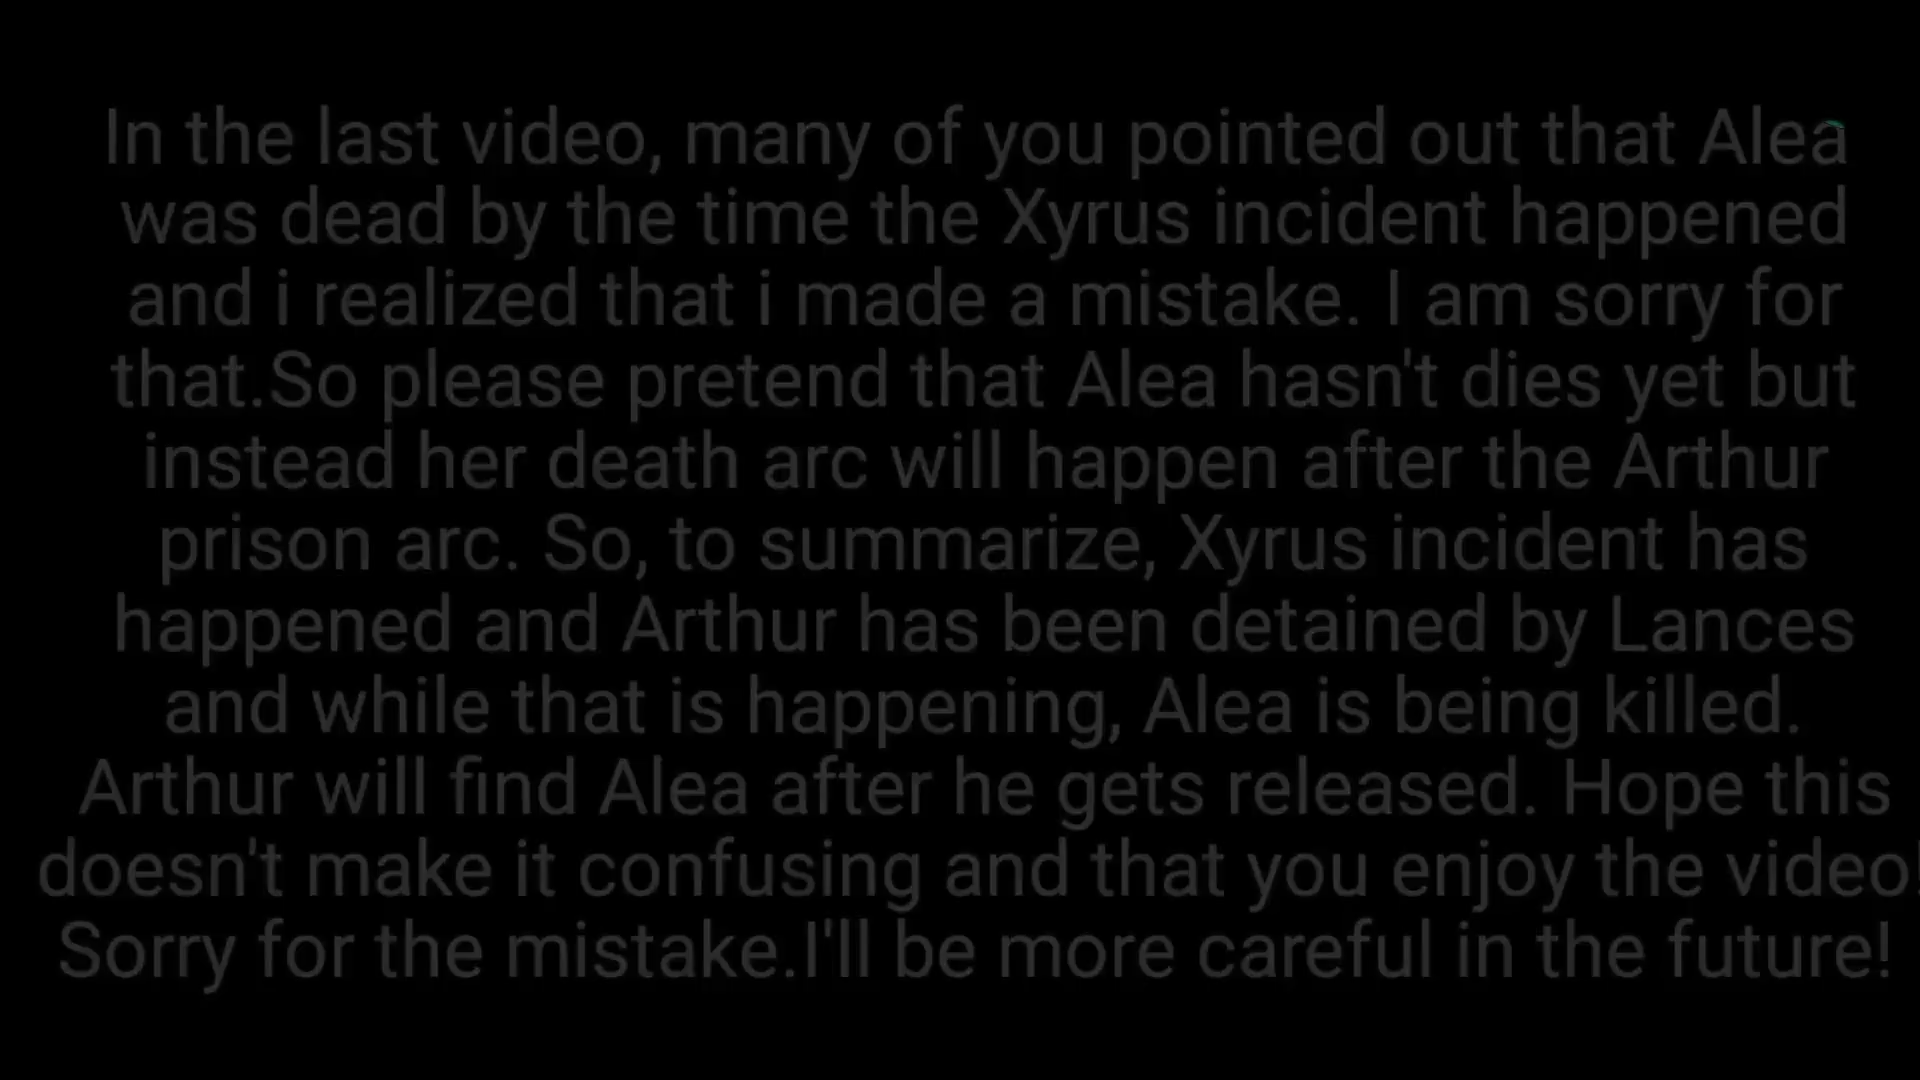 In the last video, many of you pointed out that Alea
was dead by the time the Xyrus incident happened
and i realized that i made a mistake. I am sorry for
that.So please pretend that Alea hasn't dies yet but
instead her death arc will happen after the Arthur
prison arc. So, to summarize, Xyrus incident has
happened and Arthur has been detained by Lances
and while that is happening, Alea is being killed.
Arthur will find Alea after he gets released. Hope this
doesn't make it confusing and that you enjoy the video!
Sorry for the mistake.I'll be more careful in the future!